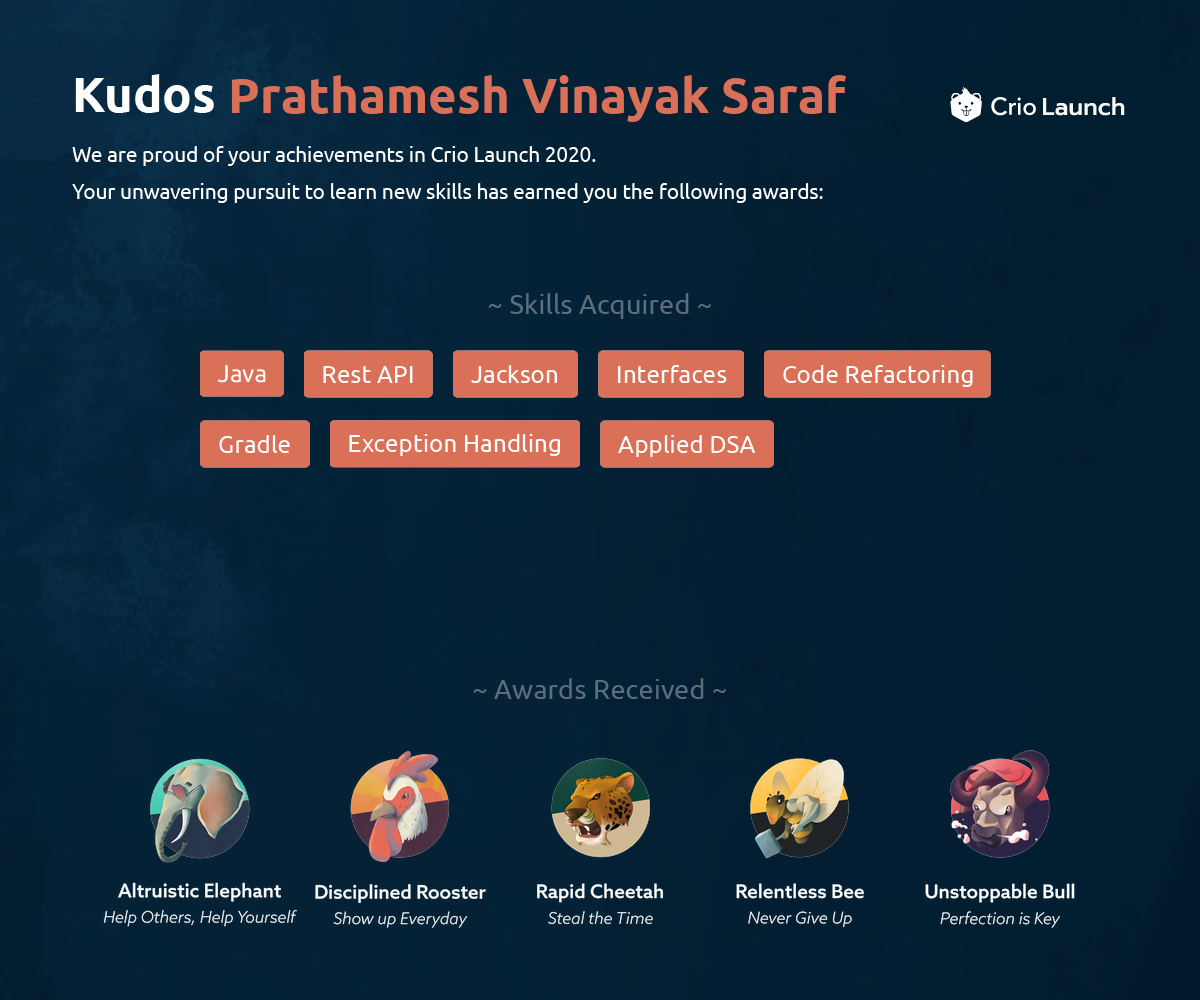 Kudos Prathamesh Vinayak Saraf
Crio Launch
We are proud of your achievements in Crio Launch 2020.
Your unwavering pursuit to learn new skills has earned you the following awards:
~ Skills Acquired ~
Java Rest API Jackson Interfaces Code Refactoring
Gradle Exception Handling Applied DSA
~ Awards Received ~
Altruistic Elephant Disciplined Rooster Rapid Cheetah Relentless Bee Unstoppable Bull
Help Others, Help Yourself Show up Everyday Steal the Time Never Give Up Perfection is Key